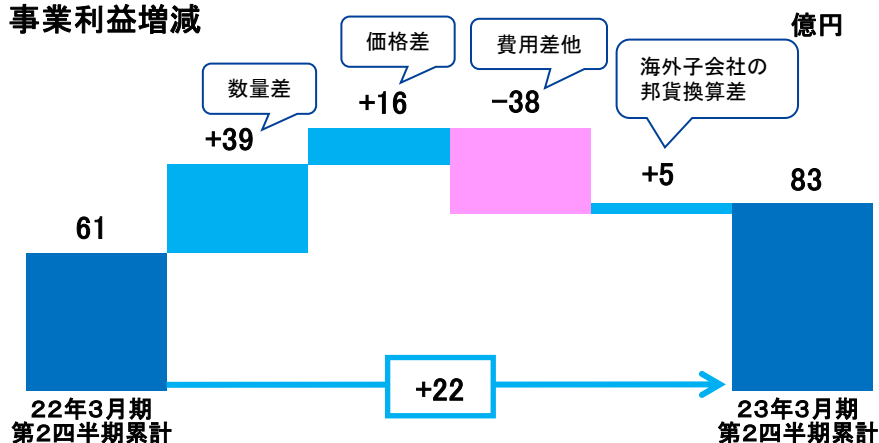 事業利益増減
億円
数量差
+39
価格差
+16
費用差他
-38
海外子会社の
邦貨換算差
+5
61
83
+22
22年3月期
第2四半期累計
23年3月期
第2四半期累計